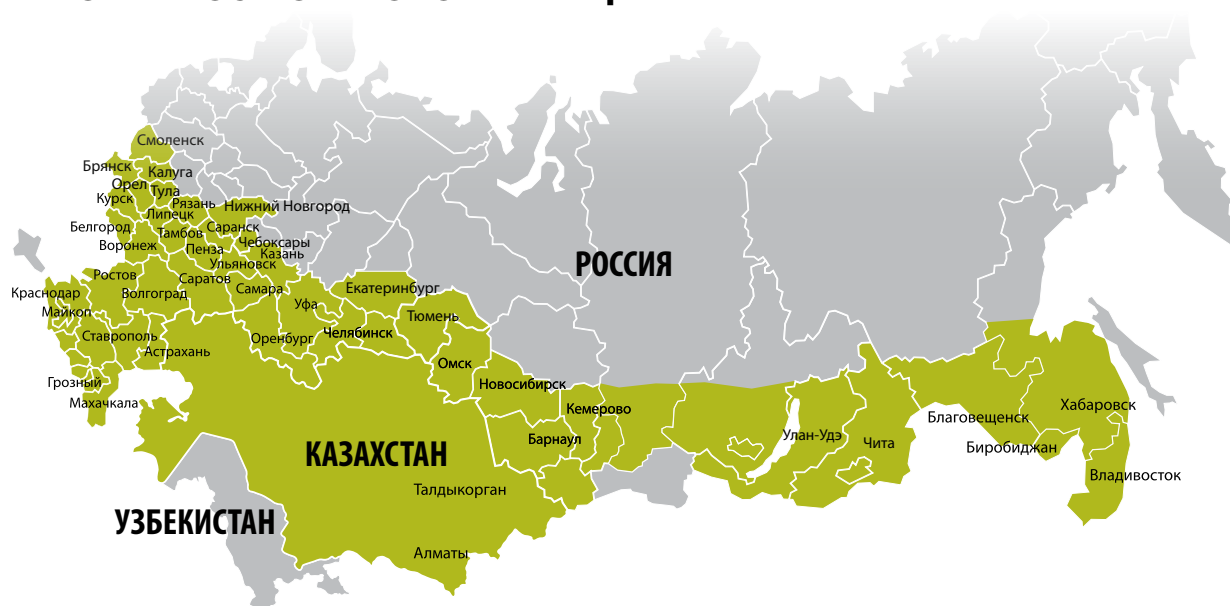 Смоленск
Брянск
Калуга
Орел
Тула
Курск
Рязань
Нижний Новгород
Липецк
Белгород
Тамбов
Саранск
Воронеж
Чебоксары
Пенза
Казань
Ульяновск
РОССИЯ
Ростов
Саратов
Краснодар
Волгоград
Самара
Екатеринбург
Майкоп
Уфа
Тюмень
Ставрополь
Оренбург
Челябинск
Астрахань
Омск
Грозный
Новосибирск
Махачкала
Кемерово
Хабаровск
Благовещенск
Барнаул
Улан-Удэ
Чита
Биробиджан
КАЗАХСТАН
Владивосток
Талдыкорган
УЗБЕКИСТАН
Алматы